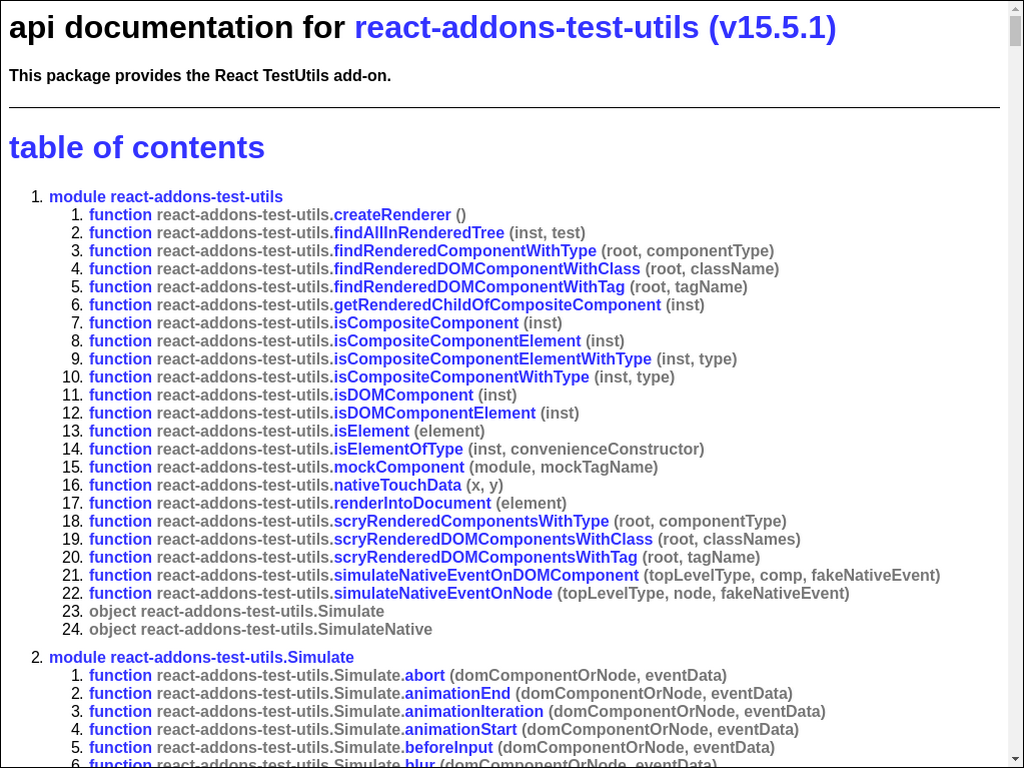 api documentation for react-addons-test-utils (v15.5.1)
This package provides the React TestUtils add-on.
table of contents
1. module react-addons-test-utils
1. function react-addons-test-utils.createRenderer ()
2. function react-addons-test-utils.findAllInRenderedTree (inst, test)
3. function react-addons-test-utils.findRenderedComponentWithType (root, componentType)
4. function react-addons-test-utils.findRenderedDOMComponentWithClass (root, className)
5. function react-addons-test-utils.findRenderedDOMComponentWithTag (root, tagName)
6. function react-addons-test-utils.getRenderedChildOfCompositeComponent (inst)
7. function react-addons-test-utils.isCompositeComponent (inst)
8. function react-addons-test-utils.isCompositeComponentElement (inst)
9. function react-addons-test-utils.isCompositeComponentElementWithType (inst, type)
10. function react-addons-test-utils.isCompositeComponentWithType (inst, type)
11. function react-addons-test-utils.isDOMComponent (inst)
12. function react-addons-test-utils.isDOMComponentElement (inst)
13. function react-addons-test-utils.isElement (element)
14. function react-addons-test-utils.isElementOfType (inst, convenienceConstructor)
15. function react-addons-test-utils.mockComponent (module, mockTagName)
16. function react-addons-test-utils.nativeTouchData (x, y)
17. function react-addons-test-utils.renderIntoDocument (element)
18. function react-addons-test-utils.scryRenderedComponentsWithType (root, componentType)
19. function react-addons-test-utils.scryRenderedDOMComponentsWithClass (root, classNames)
20. function react-addons-test-utils.scryRenderedDOMComponentsWithTag (root, tagName)
21. function react-addons-test-utils.simulateNativeEventOnDOMComponent (topLevelType, comp, fakeNativeEvent)
22. function react-addons-test-utils.simulateNativeEventOnNode (topLevelType, node, fakeNativeEvent)
23. object react-addons-test-utils.Simulate
24. object react-addons-test-utils.SimulateNative
2. module react-addons-test-utils.Simulate
1. function react-addons-test-utils.Simulate.abort (domComponentOrNode, eventData)
2. function react-addons-test-utils.Simulate.animationEnd (domComponentOrNode, eventData)
3. function react-addons-test-utils.Simulate.animationIteration (domComponentOrNode, eventData)
4. function react-addons-test-utils.Simulate.animationStart (domComponentOrNode, eventData)
5. function react-addons-test-utils.Simulate.beforeInput (domComponentOrNode, eventData)
6. function react-addons-test-utils.Simulate.blur (domComponentOrNode, eventData)